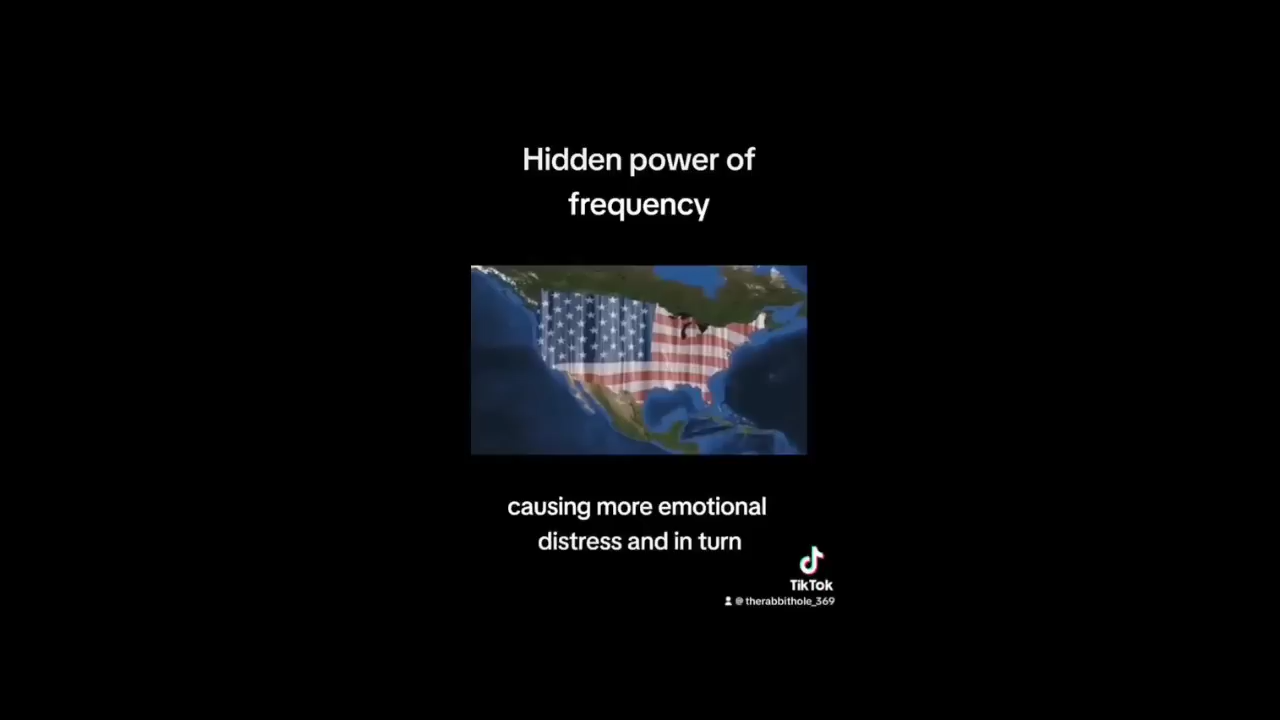 Hidden power of
frequency
causing more emotional
distress and in turn
TikTok
@therabbithole_369